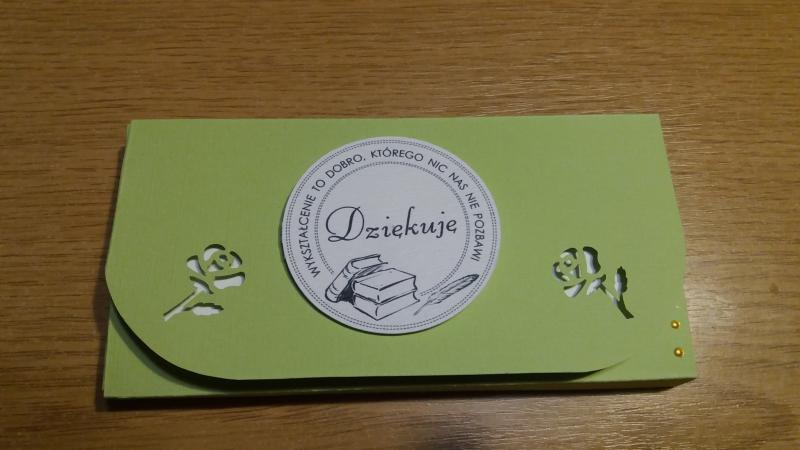 WYKSZTAŁCENIE TO DOBRO, KTÓREGO NIC NAS NIE POZBAWI
Dziękuję